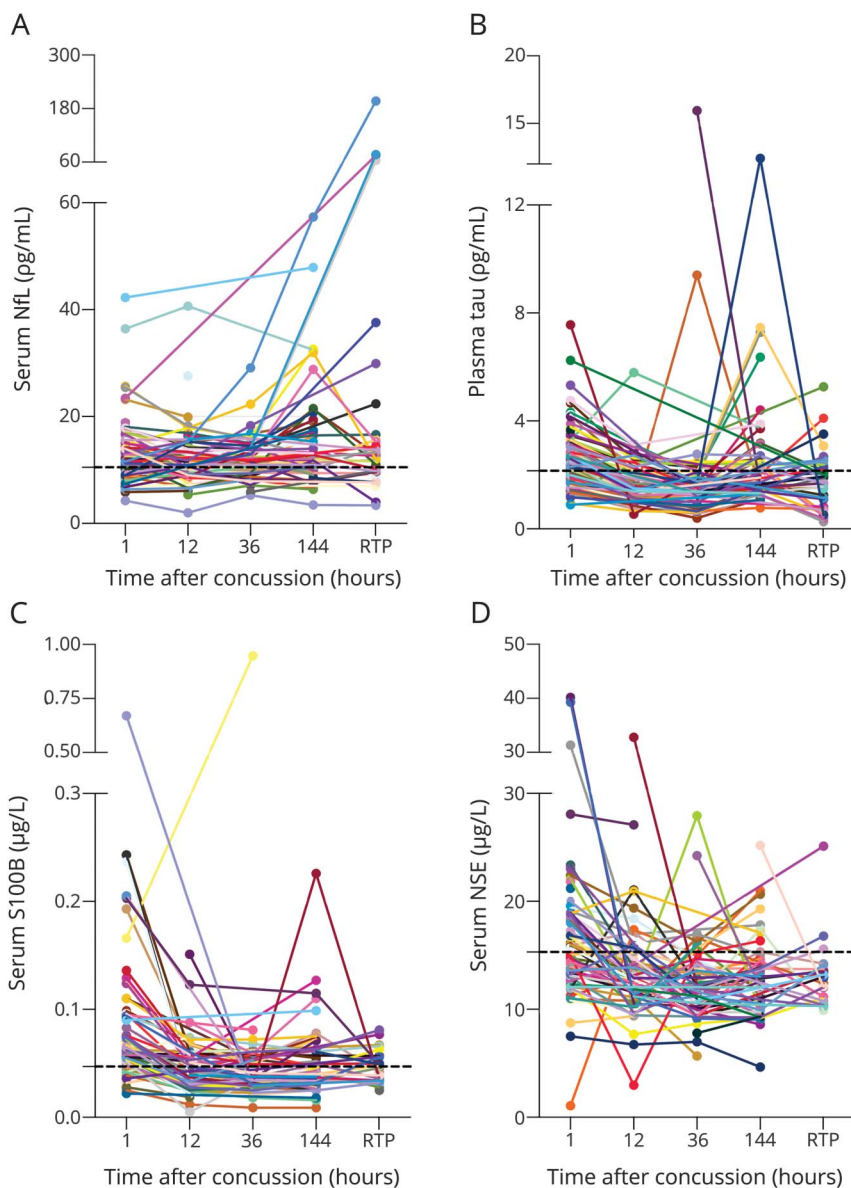 A
300
180
60
60
40
20
0
Serum NfL (ρg/mL)
1 12 36 144 RTP
Time after concussion (hours)
B
20
15
12
8
4
0
Plasma tau (ρg/mL)
1 12 36 144 RTP
Time after concussion (hours)
C
1.00
0.75
0.50
0.3
0.2
0.1
0.0
Serum S100B (μg/L)
1 12 36 144 RTP
Time after concussion (hours)
D
50
40
30
30
20
10
0
Serum NSE (μg/L)
1 12 36 144 RTP
Time after concussion (hours)